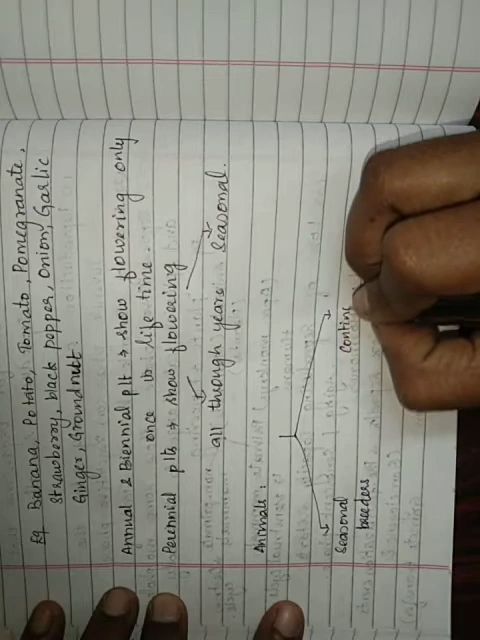 Eg Banana, Potato, Tomato, Pomegranate,
Strawberry, black pepper, Onion, Garlic
Ginger, Groundnut
Annual & Biennial plt → show flowering only
once in life time.
Perennial plts → show flowering
all through years Seasonal.
Animals:
Seasonal Contin
breeders